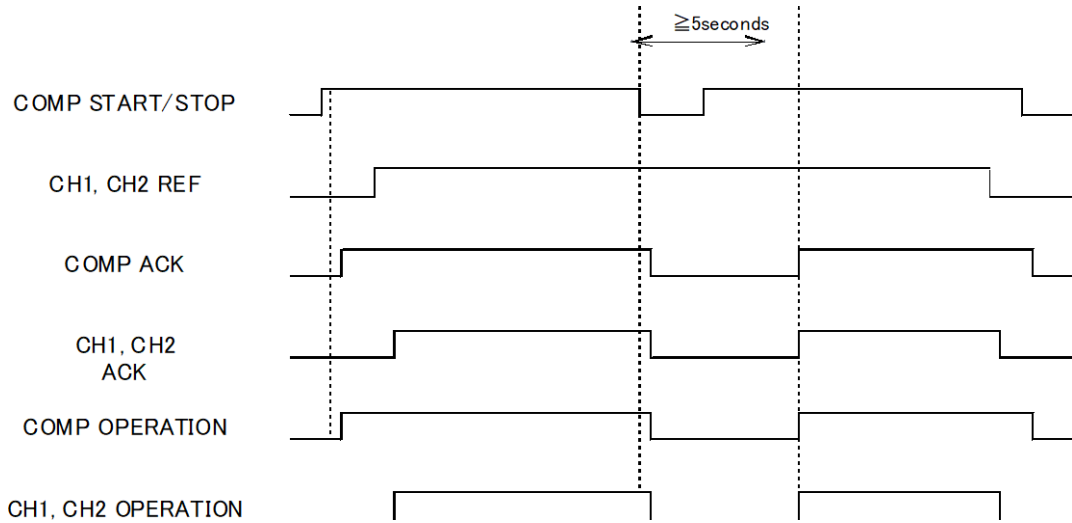 ≧5seconds
COMP START/STOP
CH1, CH2 REF
COMP ACK
CH1, CH2
ACK
COMP OPERATION
CH1, CH2 OPERATION